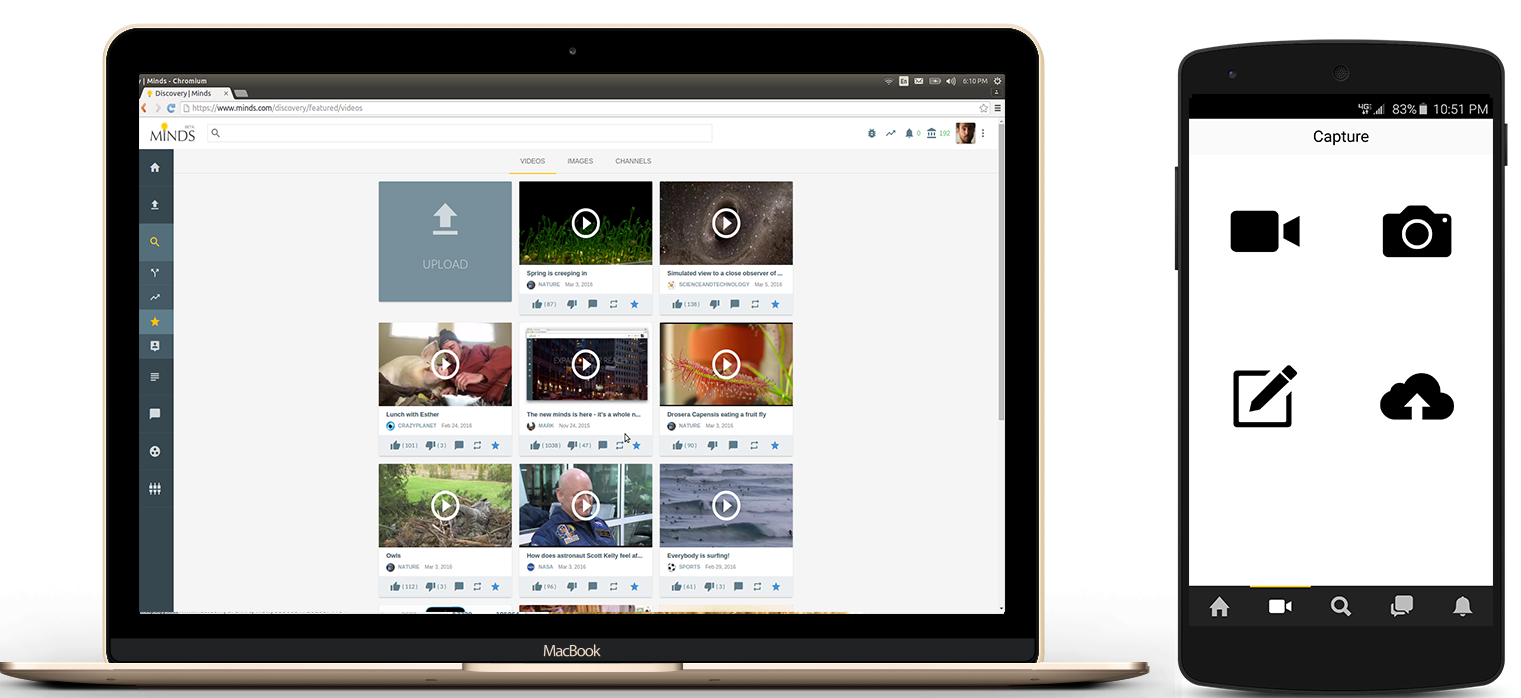 y | Minds - Chromium
En
6:10 PM
Discovery | Minds
https://www.minds.com/discovery/featured/videos
MINDS
BETA
0
192
VIDEOS IMAGES CHANNELS
UPLOAD
Spring is creeping in
NATURE Mar 3, 2016
(87)
Simulated view to a close observer of ...
SCIENCEANDTECHNOLOGY Mar 5, 2016
(138)
Lunch with Esther
CRAZYPLANET Feb 24, 2016
(101) (3)
The new minds is here - it's a whole n...
MARK Nov 24, 2015
(1038) (47)
Drosera Capensis eating a fruit fly
NATURE Mar 3, 2016
(90)
Owls
NATURE Mar 3, 2016
(112) (3)
How does astronaut Scott Kelly feel af...
NASA Mar 3, 2016
(96)
Everybody is surfing!
SPORTS Feb 29, 2016
(61) (3)
MacBook
4G 83% 10:51 PM
Capture